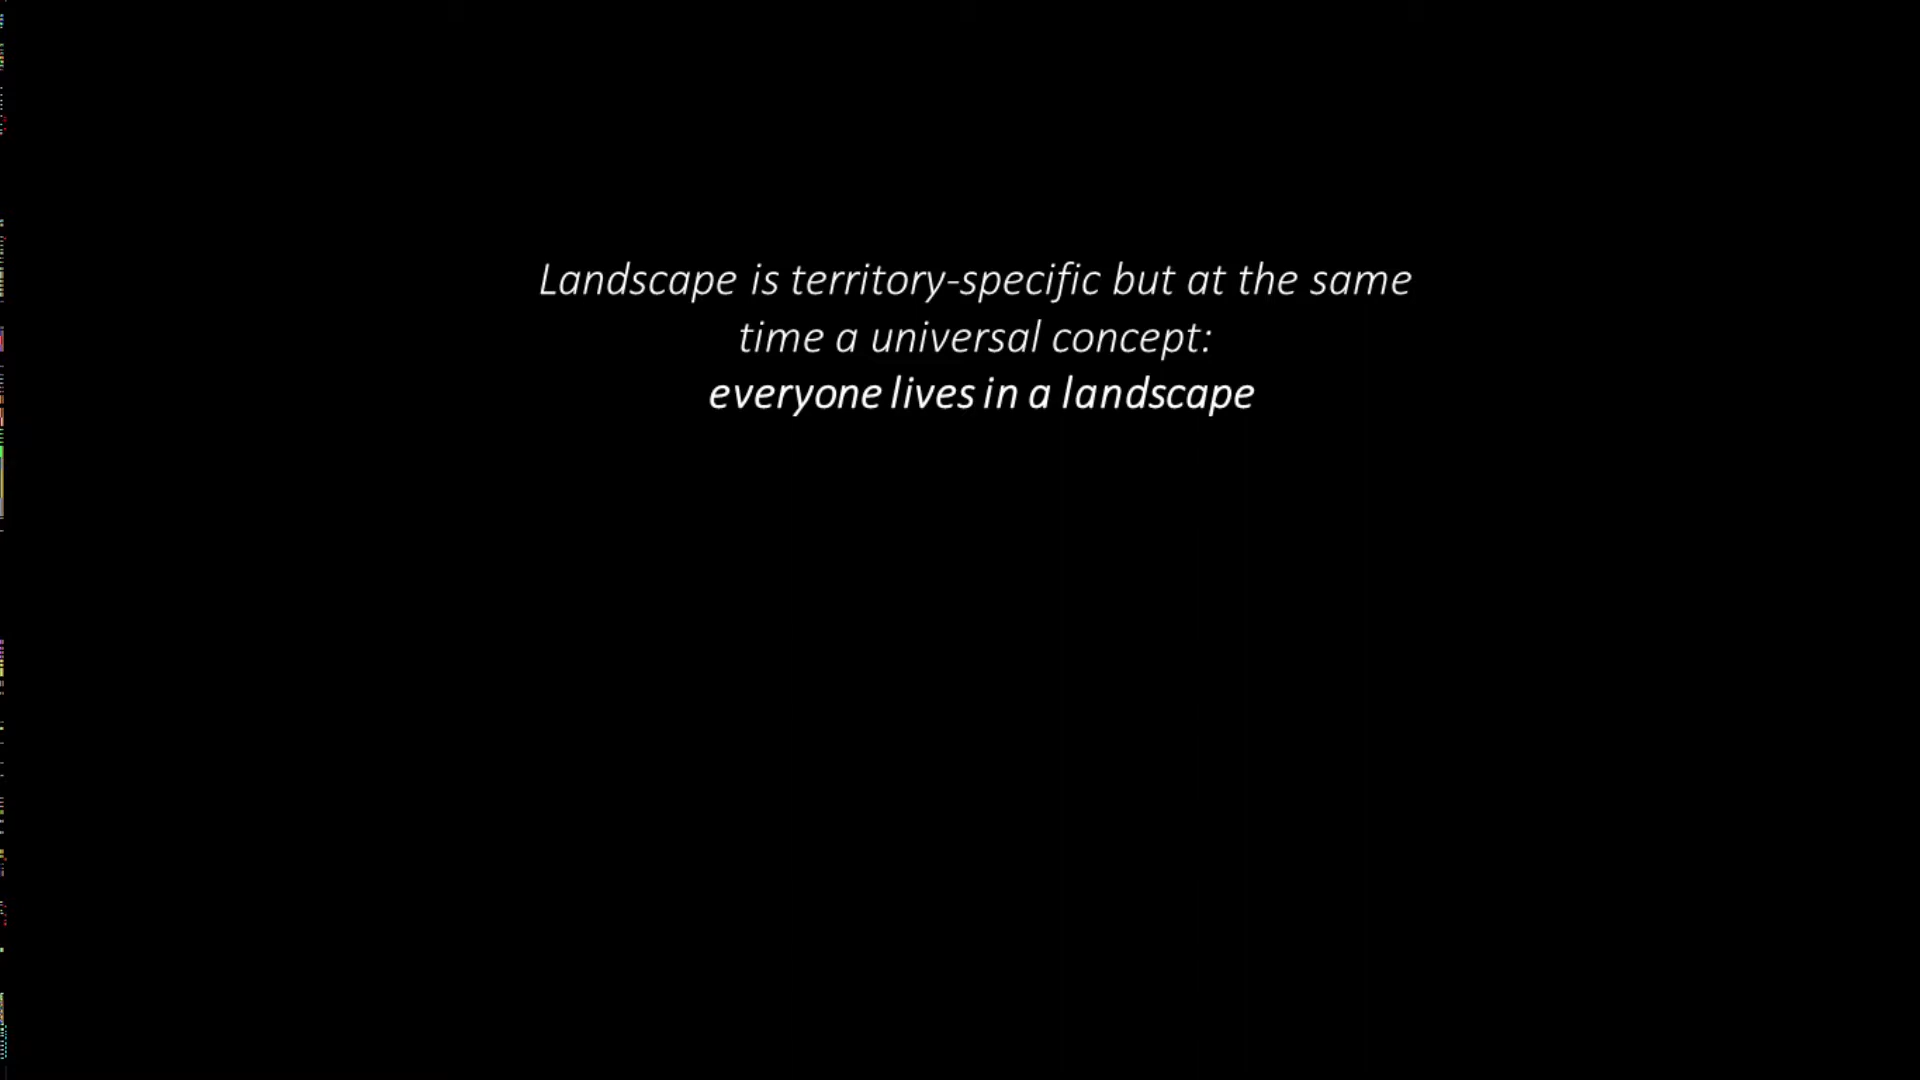 Landscape is territory-specific but at the same
time a universal concept:
everyone lives in a landscape